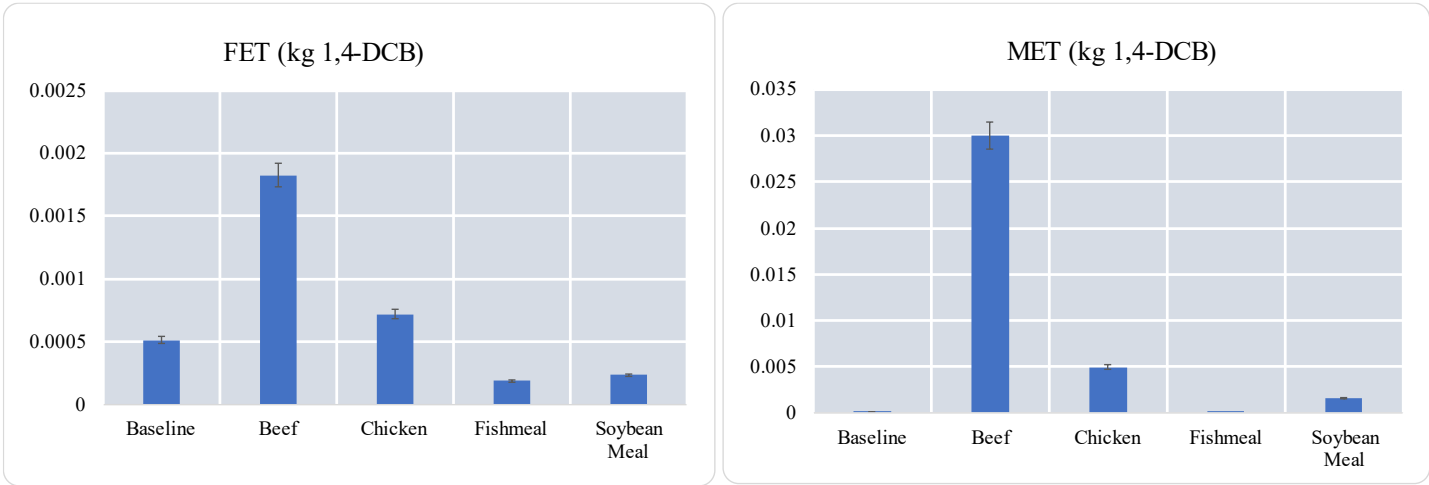 FET (kg 1,4-DCB)
0.0025
0.002
0.0015
0.001
0.0005
0
Baseline
Beef
Chicken
Fishmeal
Soybean
Meal
MET (kg 1,4-DCB)
0.035
0.03
0.025
0.02
0.015
0.01
0.005
0
Baseline
Beef
Chicken
Fishmeal
Soybean
Meal